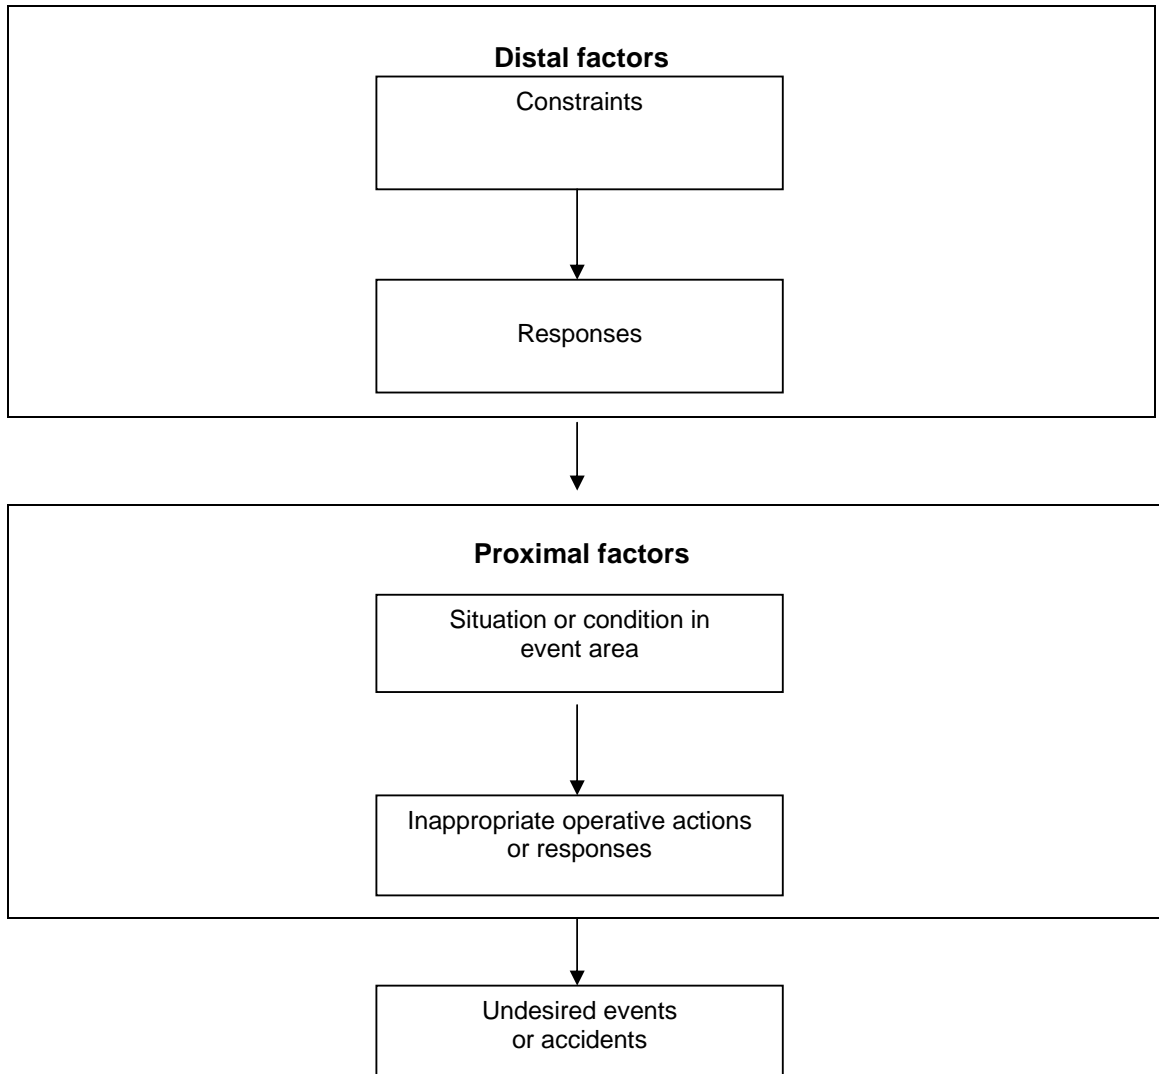 Distal factors
Constraints
Responses
Proximal factors
Situation or condition in
event area
Inappropriate operative actions
or responses
Undesired events
or accidents